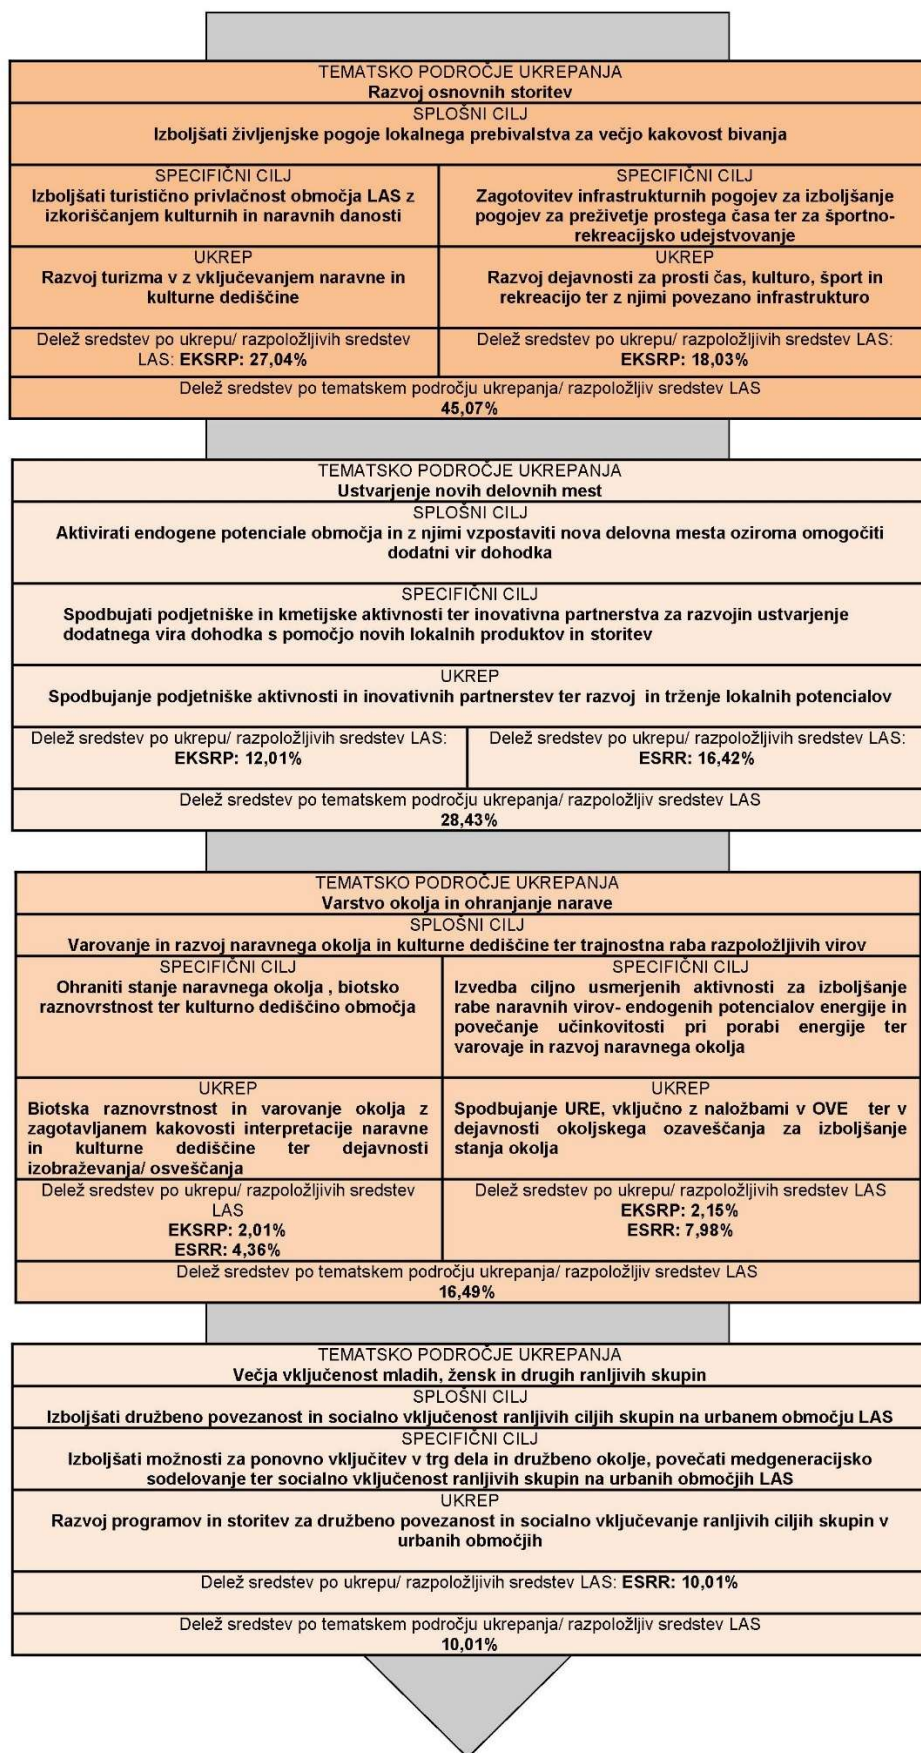 TEMATSKO PODROČJE UKREPANJA
Razvoj osnovnih storitev
SPLOŠNI CILJ
Izboljšati življenjske pogoje lokalnega prebivalstva za večjo kakovost bivanja
SPECIFIČNI CILJ
Izboljšati turistično privlačnost območja LAS z
izkoriščanjem kulturnih in naravnih danosti
SPECIFIČNI CILJ
Zagotovitev infrastrukturnih pogojev za izboljšanje
pogojev za preživetje prostega časa ter za športno-
rekreacijsko udejstvovanje
UKREP
Razvoj turizma v z vključevanjem naravne in
kulturne dediščine
UKREP
Razvoj dejavnosti za prosti čas, kulturo, šport in
rekreacijo ter z njimi povezano infrastrukturo
Delež sredstev po ukrepu/ razpoložljivih sredstev
LAS: EKSRP: 27,04%
Delež sredstev po ukrepu/ razpoložljivih sredstev LAS:
EKSRP: 18,03%
Delež sredstev po tematskem področju ukrepanja/ razpoložljiv sredstev LAS
45,07%
TEMATSKO PODROČJE UKREPANJA
Ustvarjenje novih delovnih mest
SPLOŠNI CILJ
Aktivirati endogene potenciale območja in z njimi vzpostaviti nova delovna mesta oziroma omogočiti
dodatni vir dohodka
SPECIFIČNI CILJ
Spodbujati podjetniške in kmetijske aktivnosti ter inovativna partnerstva za razvojin ustvarjenje
dodatnega vira dohodka s pomočjo novih lokalnih produktov in storitev
UKREP
Spodbujanje podjetniške aktivnosti in inovativnih partnerstev ter razvoj in trženje lokalnih potencialov
Delež sredstev po ukrepu/ razpoložljivih sredstev LAS:
EKSRP: 12,01%
Delež sredstev po ukrepu/ razpoložljivih sredstev LAS:
ESRR: 16,42%
Delež sredstev po tematskem področju ukrepanja/ razpoložljiv sredstev LAS
28,43%
TEMATSKO PODROČJE UKREPANJA
Varstvo okolja in ohranjanje narave
SPLOŠNI CILJ
Varovanje in razvoj naravnega okolja in kulturne dediščine ter trajnostna raba razpoložljivih virov
SPECIFIČNI CILJ
Ohraniti stanje naravnega okolja , biotsko
raznovrstnost ter kulturno dediščino območja
SPECIFIČNI CILJ
Izvedba ciljno usmerjenih aktivnosti za izboljšanje
rabe naravnih virov- endogenih potencialov energije in
povečanje učinkovitosti pri porabi energije ter
varovaje in razvoj naravnega okolja
UKREP
Biotska raznovrstnost in varovanje okolja z
zagotavljanem kakovosti interpretacije naravne
in kulturne dediščine ter dejavnosti
izobraževanja/ osveščanja
UKREP
Spodbujanje URE, vključno z naložbami v OVE ter v
dejavnosti okoljskega ozaveščanja za izboljšanje
stanja okolja
Delež sredstev po ukrepu/ razpoložljivih sredstev
LAS
EKSRP: 2,01%
ESRR: 4,36%
Delež sredstev po ukrepu/ razpoložljivih sredstev LAS
EKSRP: 2,15%
ESRR: 7,98%
Delež sredstev po tematskem področju ukrepanja/ razpoložljiv sredstev LAS
16,49%
TEMATSKO PODROČJE UKREPANJA
Večja vključenost mladih, žensk in drugih ranljivih skupin
SPLOŠNI CILJ
Izboljšati družbeno povezanost in socialno vključenost ranljivih ciljih skupin na urbanem območju LAS
SPECIFIČNI CILJ
Izboljšati možnosti za ponovno vključitev v trg dela in družbeno okolje, povečati medgeneracijsko
sodelovanje ter socialno vključenost ranljivih skupin na urbanih območjih LAS
UKREP
Razvoj programov in storitev za družbeno povezanost in socialno vključevanje ranljivih ciljih skupin v
urbanih območjih
Delež sredstev po ukrepu/ razpoložljivih sredstev LAS: ESRR: 10,01%
Delež sredstev po tematskem področju ukrepanja/ razpoložljiv sredstev LAS
10,01%